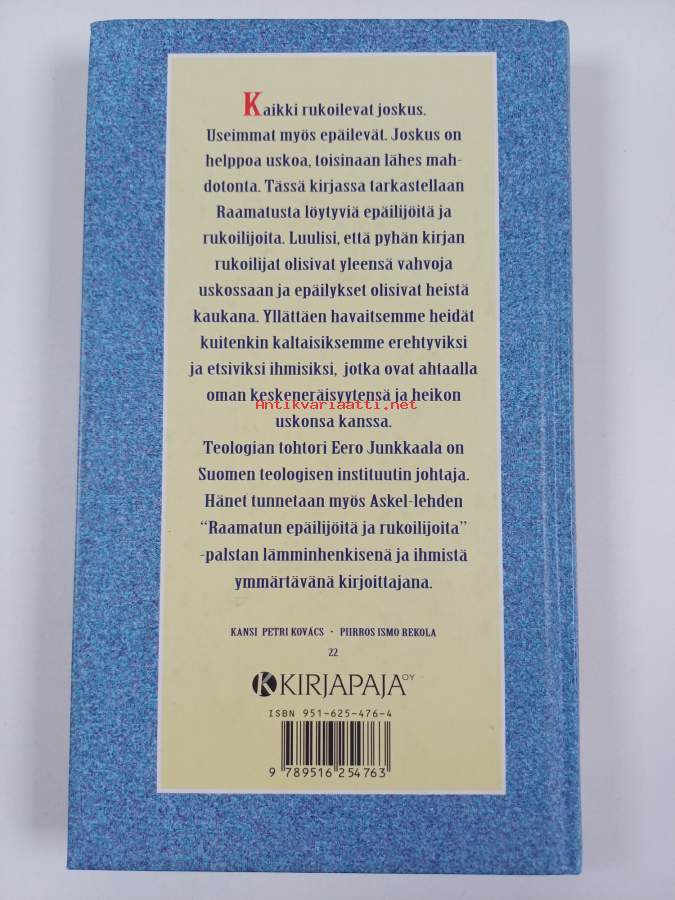 Kaikki rukoilevat joskus.
Useimmat myös epäilevät. Joskus on
helppoa uskoa, toisinaan lähes mah-
dotonta. Tässä kirjassa tarkastellaan
Raamatusta löytyviä epäilijöitä ja
rukoilijoita. Luulisi, että pyhän kirjan
rukoilijat olisivat yleensä vahvoja
uskossaan ja epäilykset olisivat heistä
kaukana. Yllättäen havaitsemme heidät
kuitenkin kaltaisiksemme erehtyviksi
ja etsiviksi ihmisiksi, jotka ovat ahtaalla
oman keskeneräisyytensä ja heikon
Antikvariaatti.net
uskonsa kanssa.
Teologian tohtori Eero Junkkaala on
Suomen teologisen instituutin johtaja.
Hänet tunnetaan myös Askel-lehden
“Raamatun epäilijöitä ja rukoilijoita”
-palstan lämminhenkisenä ja ihmistä
ymmärtävänä kirjoittajana.
KANSI PETRI KOVÁCS · PIIRROS ISMO REKOLA
22
KIRJAPAJA OY
ISBN 951-625-476-4
9 789516 254763